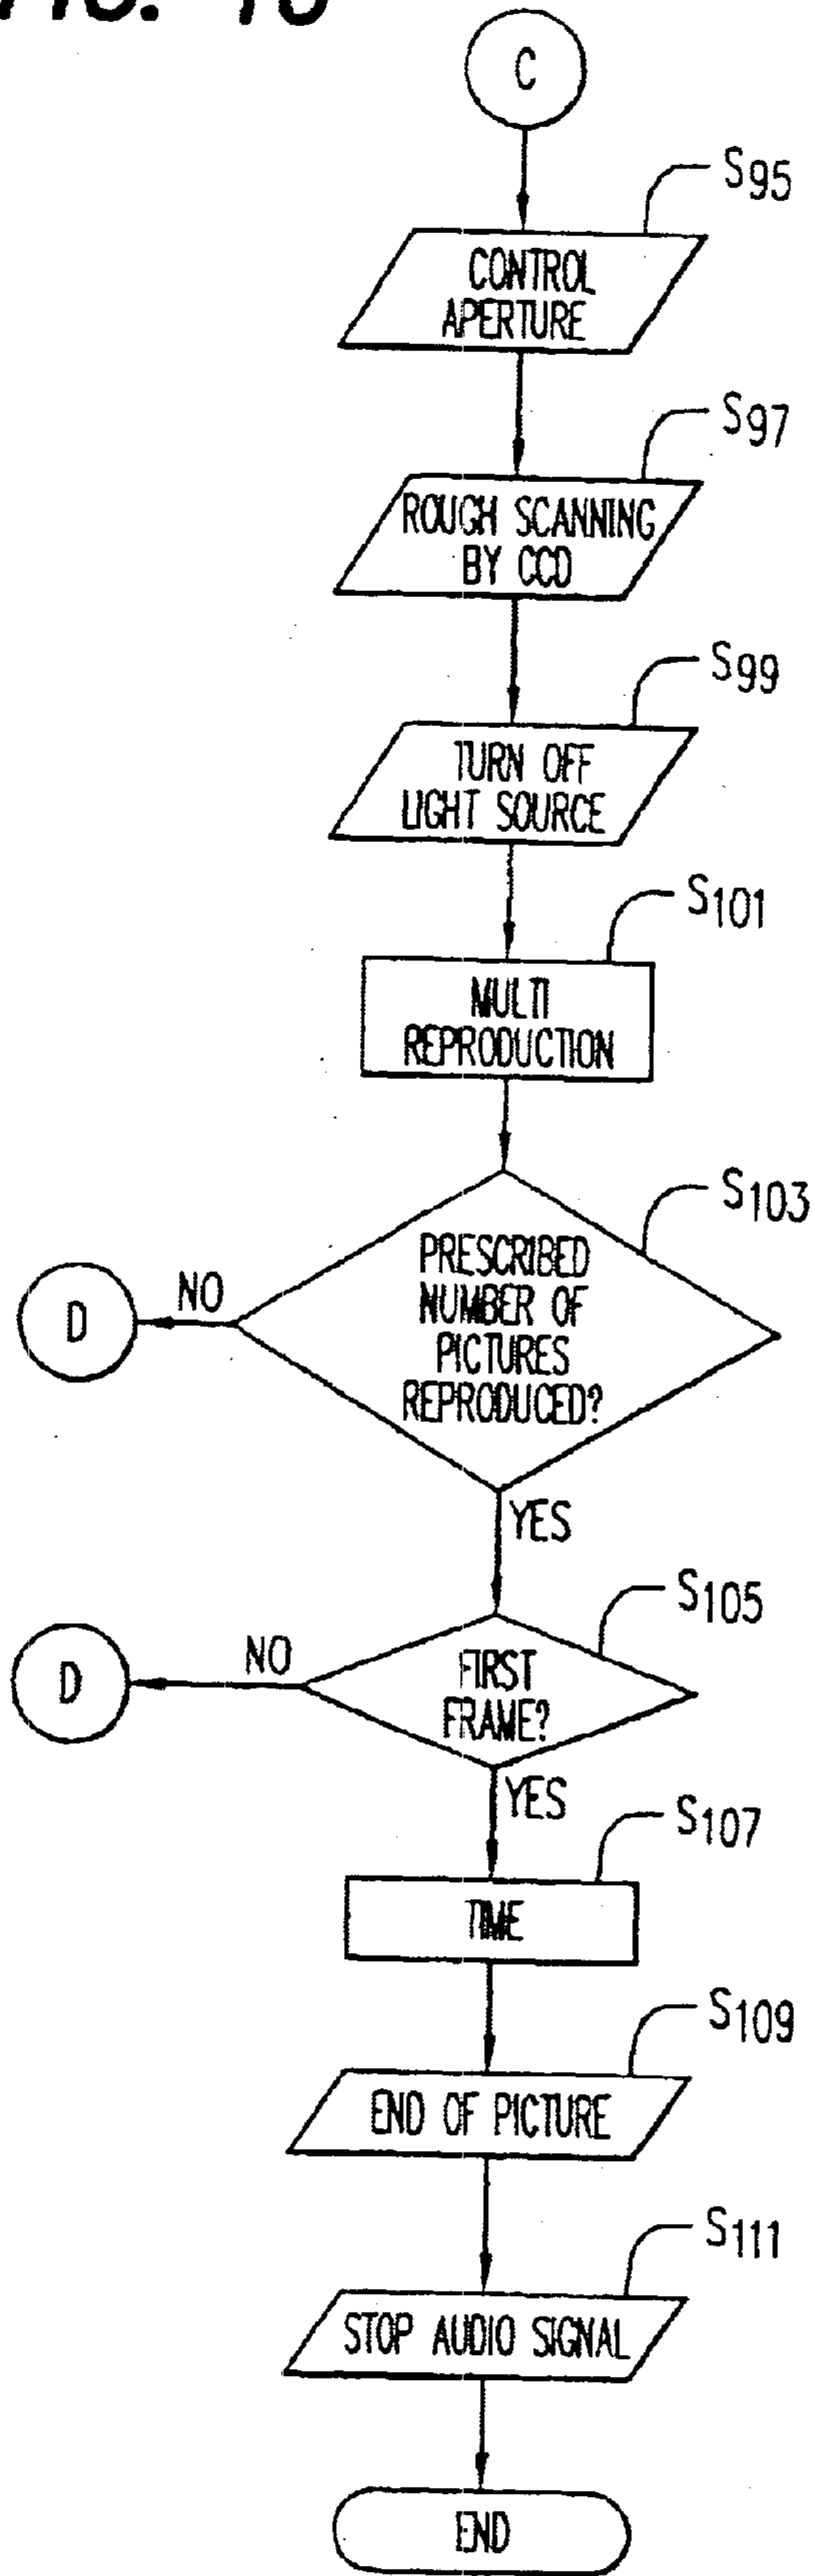 C
S95
CONTROL
APERTURE
S97
ROUGH SCANNING
BY CCD
S99
TURN OFF
LIGHT SOURCE
S101
MULTI
REPRODUCTION
S103
PRESCRIBED
NUMBER OF
PICTURES
REPRODUCED?
NO
D
YES
S105
FIRST
FRAME?
NO
D
YES
S107
TIME
S109
END OF PICTURE
S111
STOP AUDIO SIGNAL
END